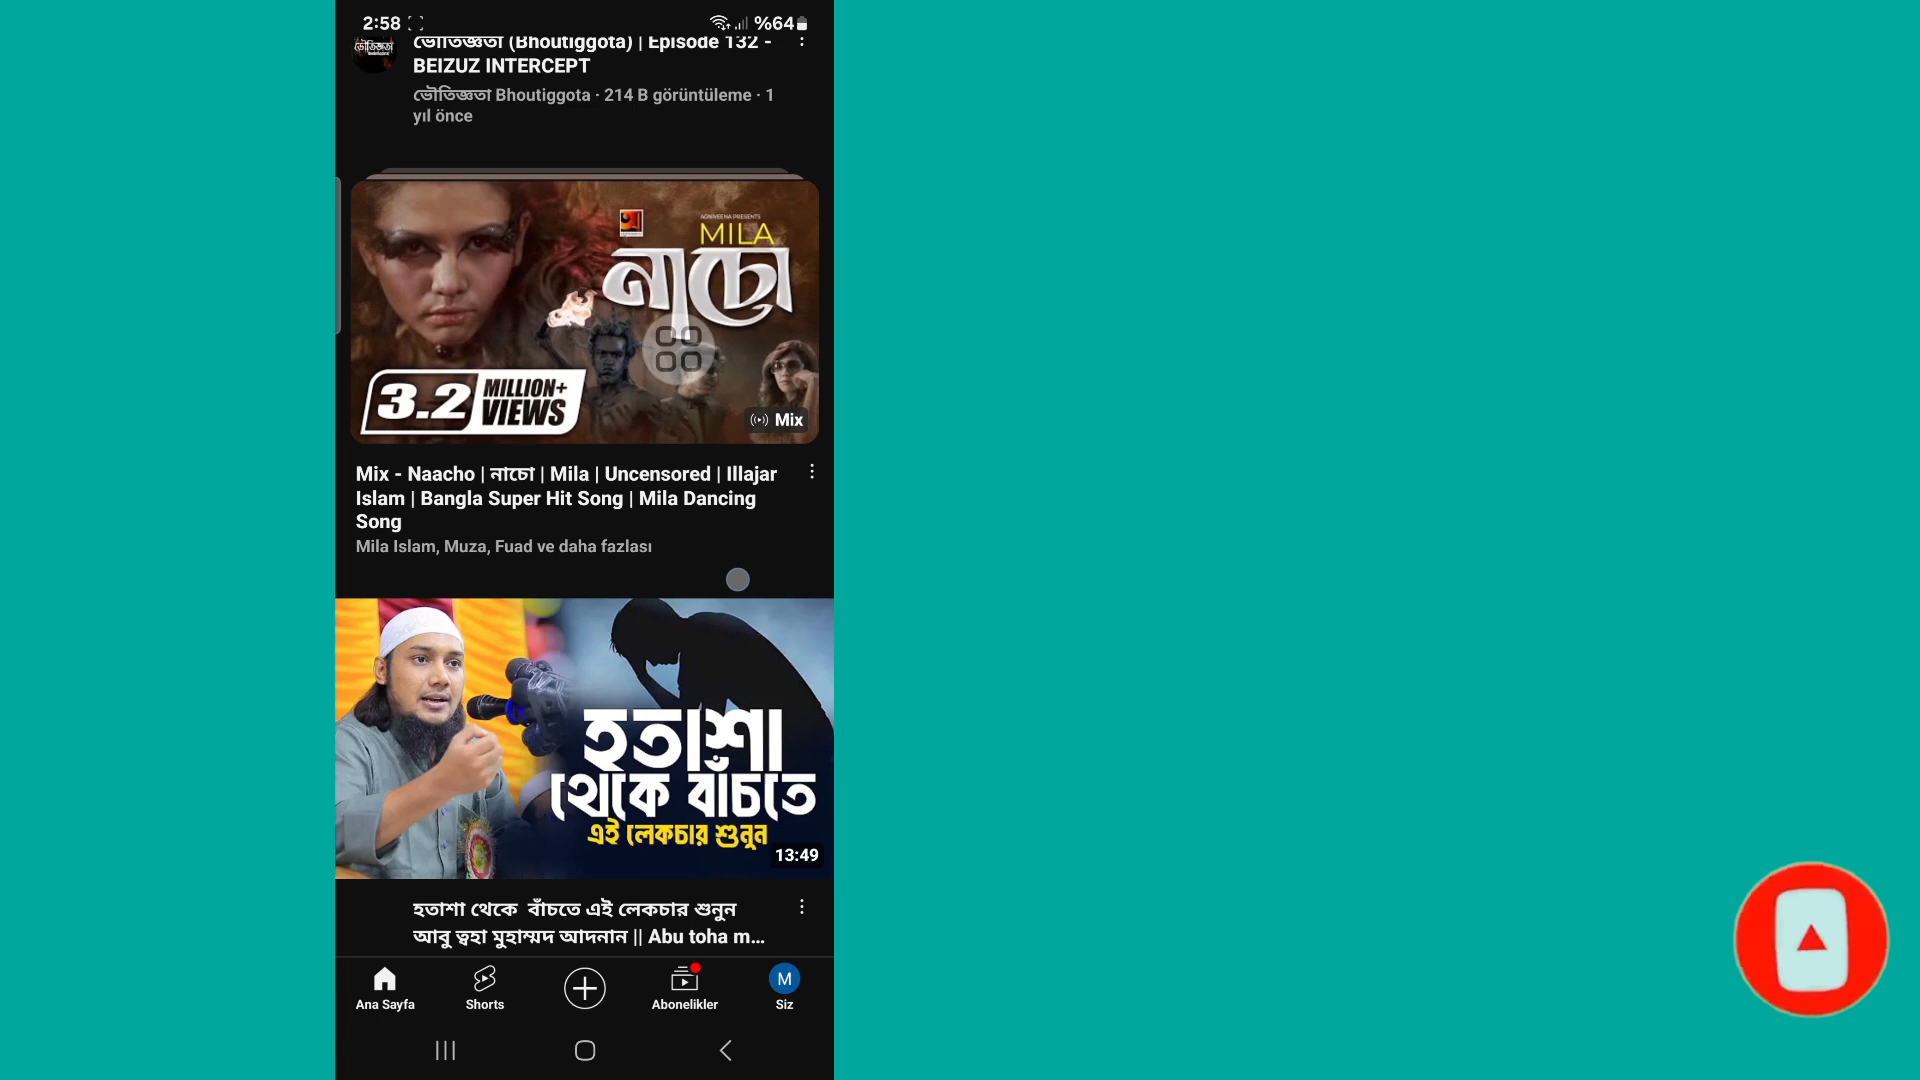 2:58
%64
ভৌতিজ্ঞতা (Bhoutiggota) | Episode 132 -
BEIZUZ INTERCEPT
ভৌতিজ্ঞতা Bhoutiggota · 214 B görüntüleme · 1
yıl önce
ভৌতিজ্ঞতা
AGNIVEENA PRESENTS
MILA
নাচো
3.2 MILLION+
VIEWS
Mix
Mix - Naacho | নাচো | Mila | Uncensored | Illajar
Islam | Bangla Super Hit Song | Mila Dancing
Song
Mila Islam, Muza, Fuad ve daha fazlası
হতাশা
থেকে বাঁচতে
এই লেকচার শুনুন
13:49
হতাশা থেকে বাঁচতে এই লেকচার শুনুন
আবু ত্বহা মুহাম্মদ আদনান || Abu toha m...
Ana Sayfa
Shorts
Abonelikler
M
Siz